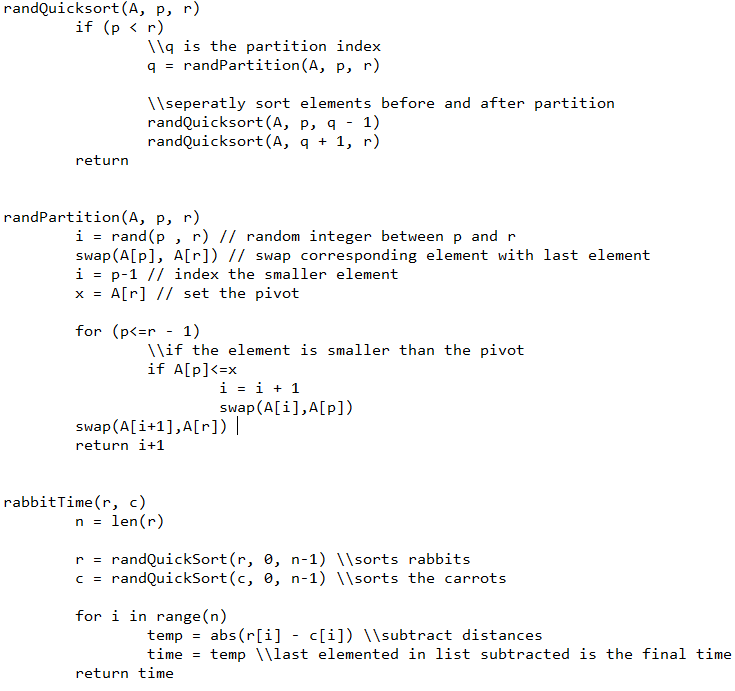 randQuicksort(A, p, r)
if (p < r)
\\q is the partition index
q = randPartition(A, p, r)
\\seperatly sort elements before and after partition
randQuicksort(A, p, q - 1)
randQuicksort(A, q + 1, r)
return
randPartition(A, p, r)
i = rand(p , r) // random integer between p and r
swap(A[p], A[r]) // swap corresponding element with last element
i = p-1 // index the smaller element
x = A[r] // set the pivot
for (p<=r - 1)
\\if the element is smaller than the pivot
if A[p]<=x
i = i + 1
swap(A[i],A[p])
swap(A[i+1],A[r])
return i+1
rabbitTime(r, c)
n = len(r)
r = randQuickSort(r, 0, n-1) \\sorts rabbits
c = randQuickSort(c, 0, n-1) \\sorts the carrots
for i in range(n)
temp = abs(r[i] - c[i]) \\subtract distances
time = temp \\last elemented in list subtracted is the final time
return time